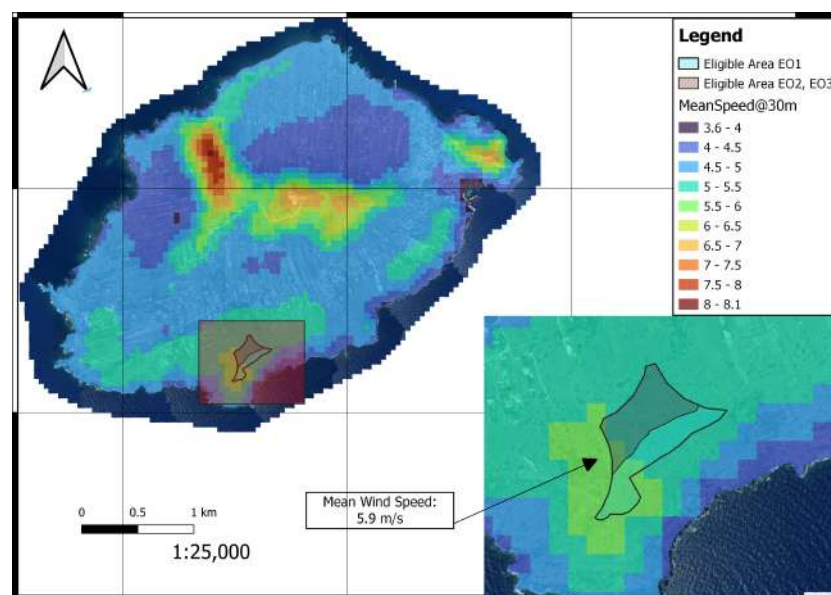 Legend
Eligible Area EO1
Eligible Area EO2, EO3
MeanSpeed@30m
3.6 - 4
4 - 4.5
4.5 - 5
5 - 5.5
5.5 - 6
6 - 6.5
6.5 - 7
7 - 7.5
7.5 - 8
8 - 8.1
Mean Wind Speed:
5.9 m/s
0 0.5 1 km
1:25,000